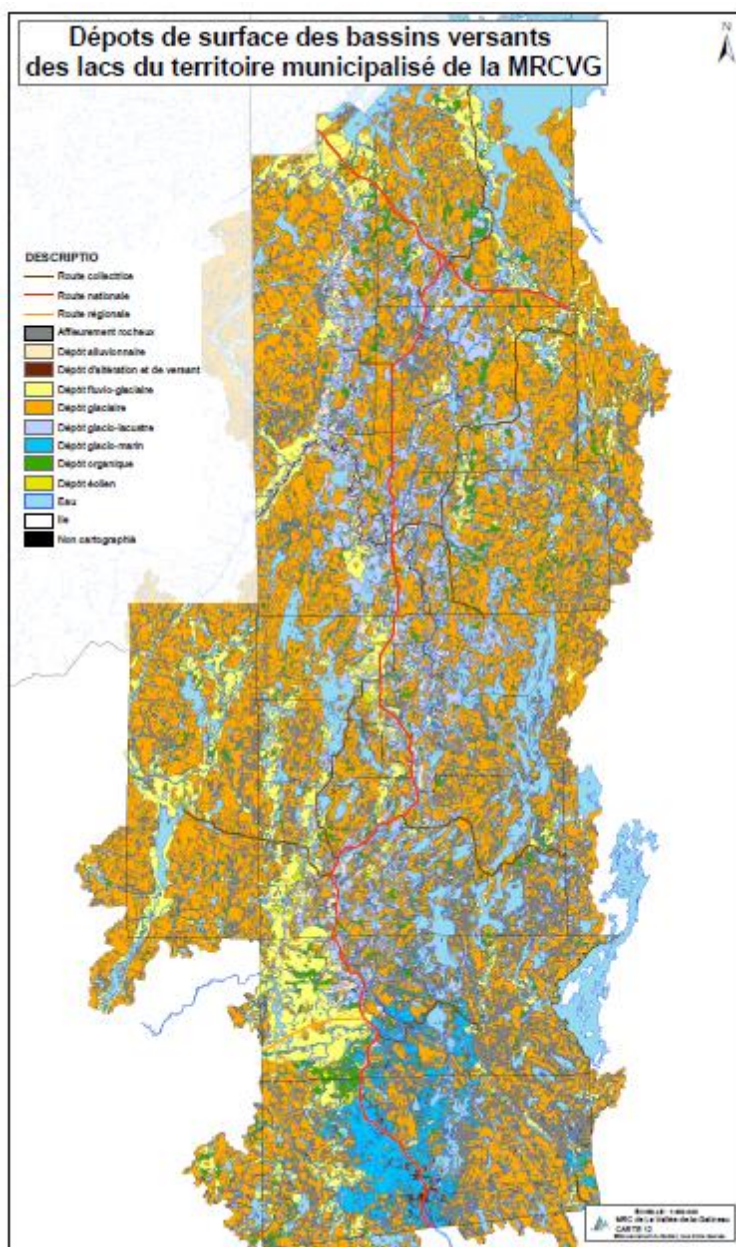 Dépots de surface des bassins versants
des lacs du territoire municipalisé de la MRCVG
N
DESCRIPTIO
Route collectrice
Route nationale
Route régionale
Affleurement rocheux
Dépôt alluvionnaire
Dépôt d'altération et de versant
Dépôt fluvio-glaciaire
Dépôt glaciaire
Dépôt glacio-lacustre
Dépôt glacio-marin
Dépôt organique
Dépôt éolien
Eau
Ile
Non cartographié
MRC de La Vallée-de-la-Gatineau
CARTE 12